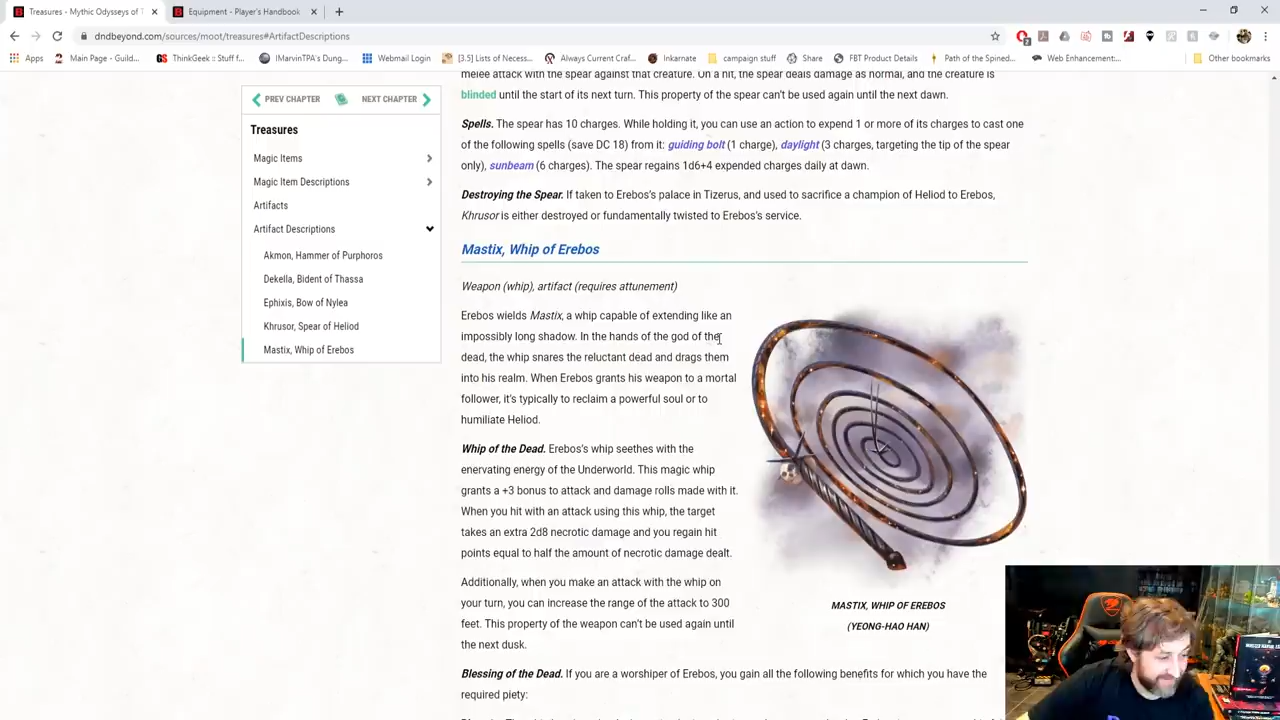 Treasures - Mythic Odysseys of T
Equipment - Player's Handbook
dndbeyond.com/sources/moot/treasures#ArtifactDescriptions
Apps
Main Page - Guild...
ThinkGeek :: Stuff f...
IMarvinTPA's Dung...
Webmail Login
[3.5] Lists of Necess...
Always Current Craf...
Inkarnate
campaign stuff
Share
FBT Product Details
Path of the Spined...
Web Enhancement:...
Other bookmarks
PREV CHAPTER
NEXT CHAPTER
Treasures
Magic Items
Magic Item Descriptions
Artifacts
Artifact Descriptions
Akmon, Hammer of Purphoros
Dekella, Bident of Thassa
Ephixis, Bow of Nylea
Khrusor, Spear of Heliod
Mastix, Whip of Erebos
melee attack with the spear against that creature. On a hit, the spear deals damage as normal, and the creature is
blinded until the start of its next turn. This property of the spear can't be used again until the next dawn.
Spells. The spear has 10 charges. While holding it, you can use an action to expend 1 or more of its charges to cast one
of the following spells (save DC 18) from it: guiding bolt (1 charge), daylight (3 charges, targeting the tip of the spear
only), sunbeam (6 charges). The spear regains 1d6+4 expended charges daily at dawn.
Destroying the Spear. If taken to Erebos's palace in Tizerus, and used to sacrifice a champion of Heliod to Erebos,
Khrusor is either destroyed or fundamentally twisted to Erebos's service.
Mastix, Whip of Erebos
Weapon (whip), artifact (requires attunement)
Erebos wields Mastix, a whip capable of extending like an
impossibly long shadow. In the hands of the god of the
dead, the whip snares the reluctant dead and drags them
into his realm. When Erebos grants his weapon to a mortal
follower, it's typically to reclaim a powerful soul or to
humiliate Heliod.
Whip of the Dead. Erebos's whip seethes with the
enervating energy of the Underworld. This magic whip
grants a +3 bonus to attack and damage rolls made with it.
When you hit with an attack using this whip, the target
takes an extra 2d8 necrotic damage and you regain hit
points equal to half the amount of necrotic damage dealt.
Additionally, when you make an attack with the whip on
your turn, you can increase the range of the attack to 300
feet. This property of the weapon can't be used again until
the next dusk.
MASTIX, WHIP OF EREBOS
(YEONG-HAO HAN)
Blessing of the Dead. If you are a worshiper of Erebos, you gain all the following benefits for which you have the
required piety: